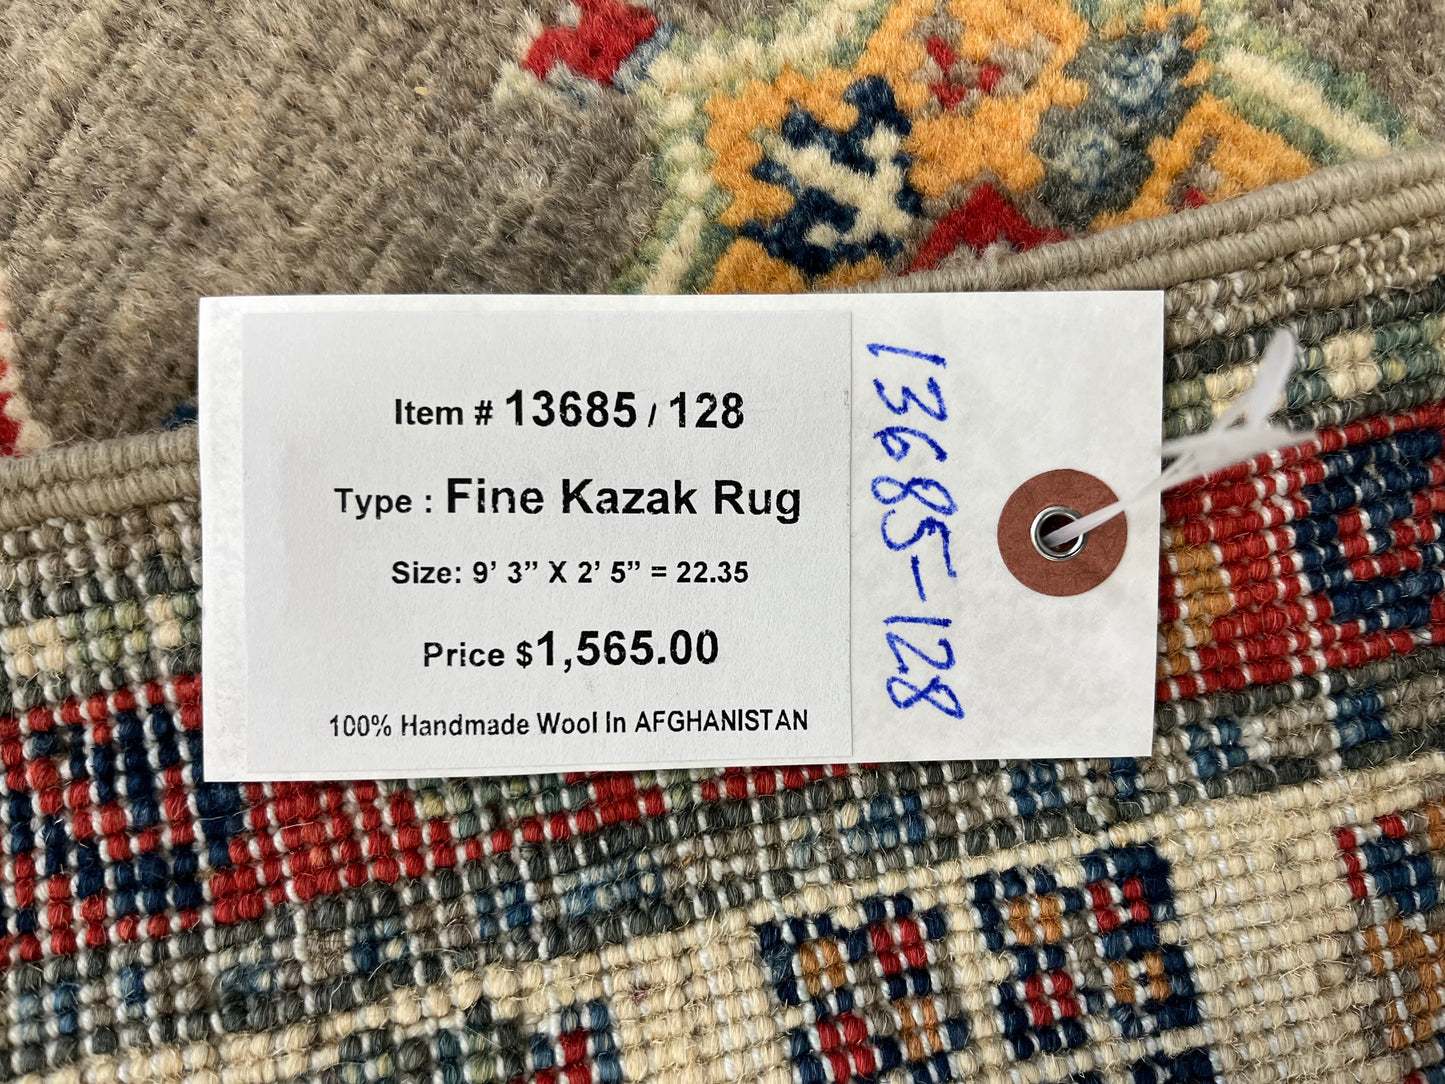 Item # 13685 / 128
Type : Fine Kazak Rug
Size: 9’ 3” X 2’ 5” = 22.35
Price $1,565.00
100% Handmade Wool In AFGHANISTAN
13685-128